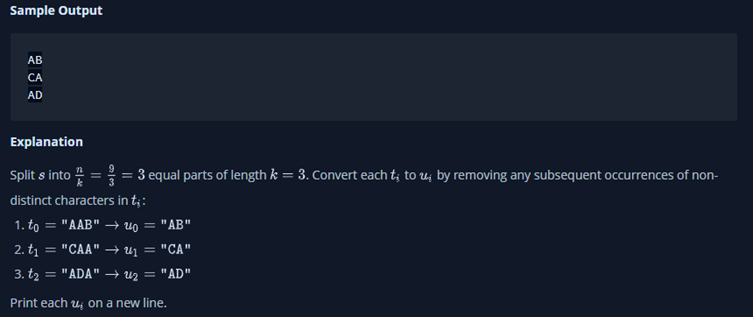 Sample Output
AB
CA
AD
Explanation
Split s into n/k = 9/3 = 3 equal parts of length k = 3. Convert each tᵢ to uᵢ by removing any subsequent occurrences of non-
distinct characters in tᵢ:
1. t₀ = "AAB" → u₀ = "AB"
2. t₁ = "CAA" → u₁ = "CA"
3. t₂ = "ADA" → u₂ = "AD"
Print each uᵢ on a new line.